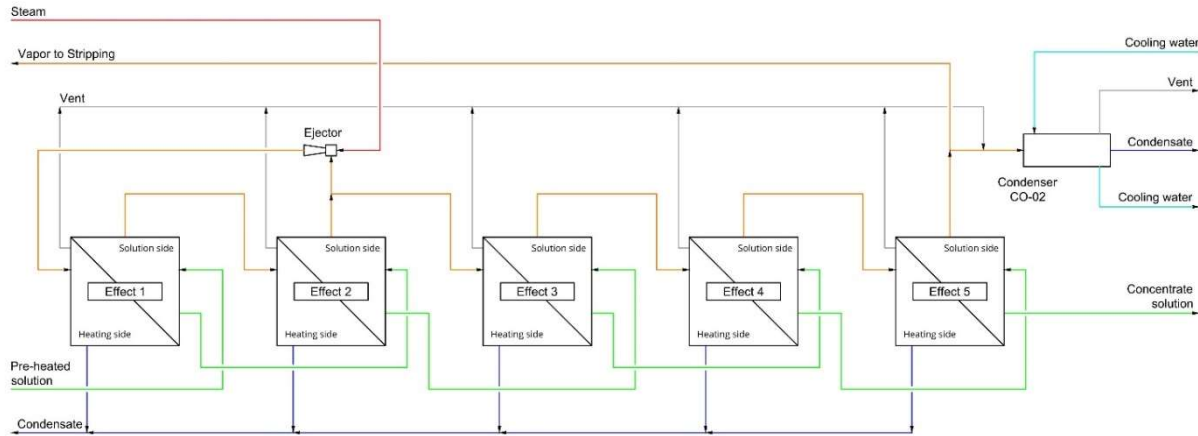 Steam
Vapor to Stripping
Cooling water
Vent
Vent
Ejector
Condensate
Condenser
CO-02
Cooling water
Solution side
Solution side
Solution side
Solution side
Solution side
Effect 1
Effect 2
Effect 3
Effect 4
Effect 5
Concentrate
solution
Heating side
Heating side
Heating side
Heating side
Heating side
Pre-heated
solution
Condensate